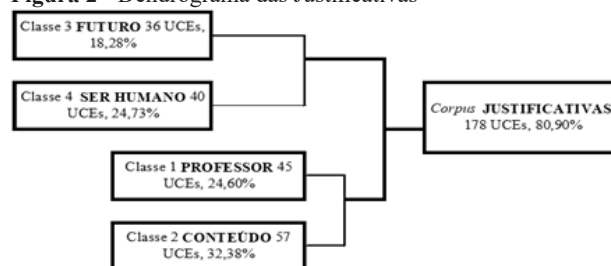 Figura 2 - Dendrograma das Justificativas
Classe 3 FUTURO 36 UCEs,
18,28%
Classe 4 SER HUMANO 40
UCEs, 24,73%
Corpus JUSTIFICATIVAS
178 UCEs, 80,90%
Classe 1 PROFESSOR 45
UCEs, 24,60%
Classe 2 CONTEÚDO 57
UCEs, 32,38%